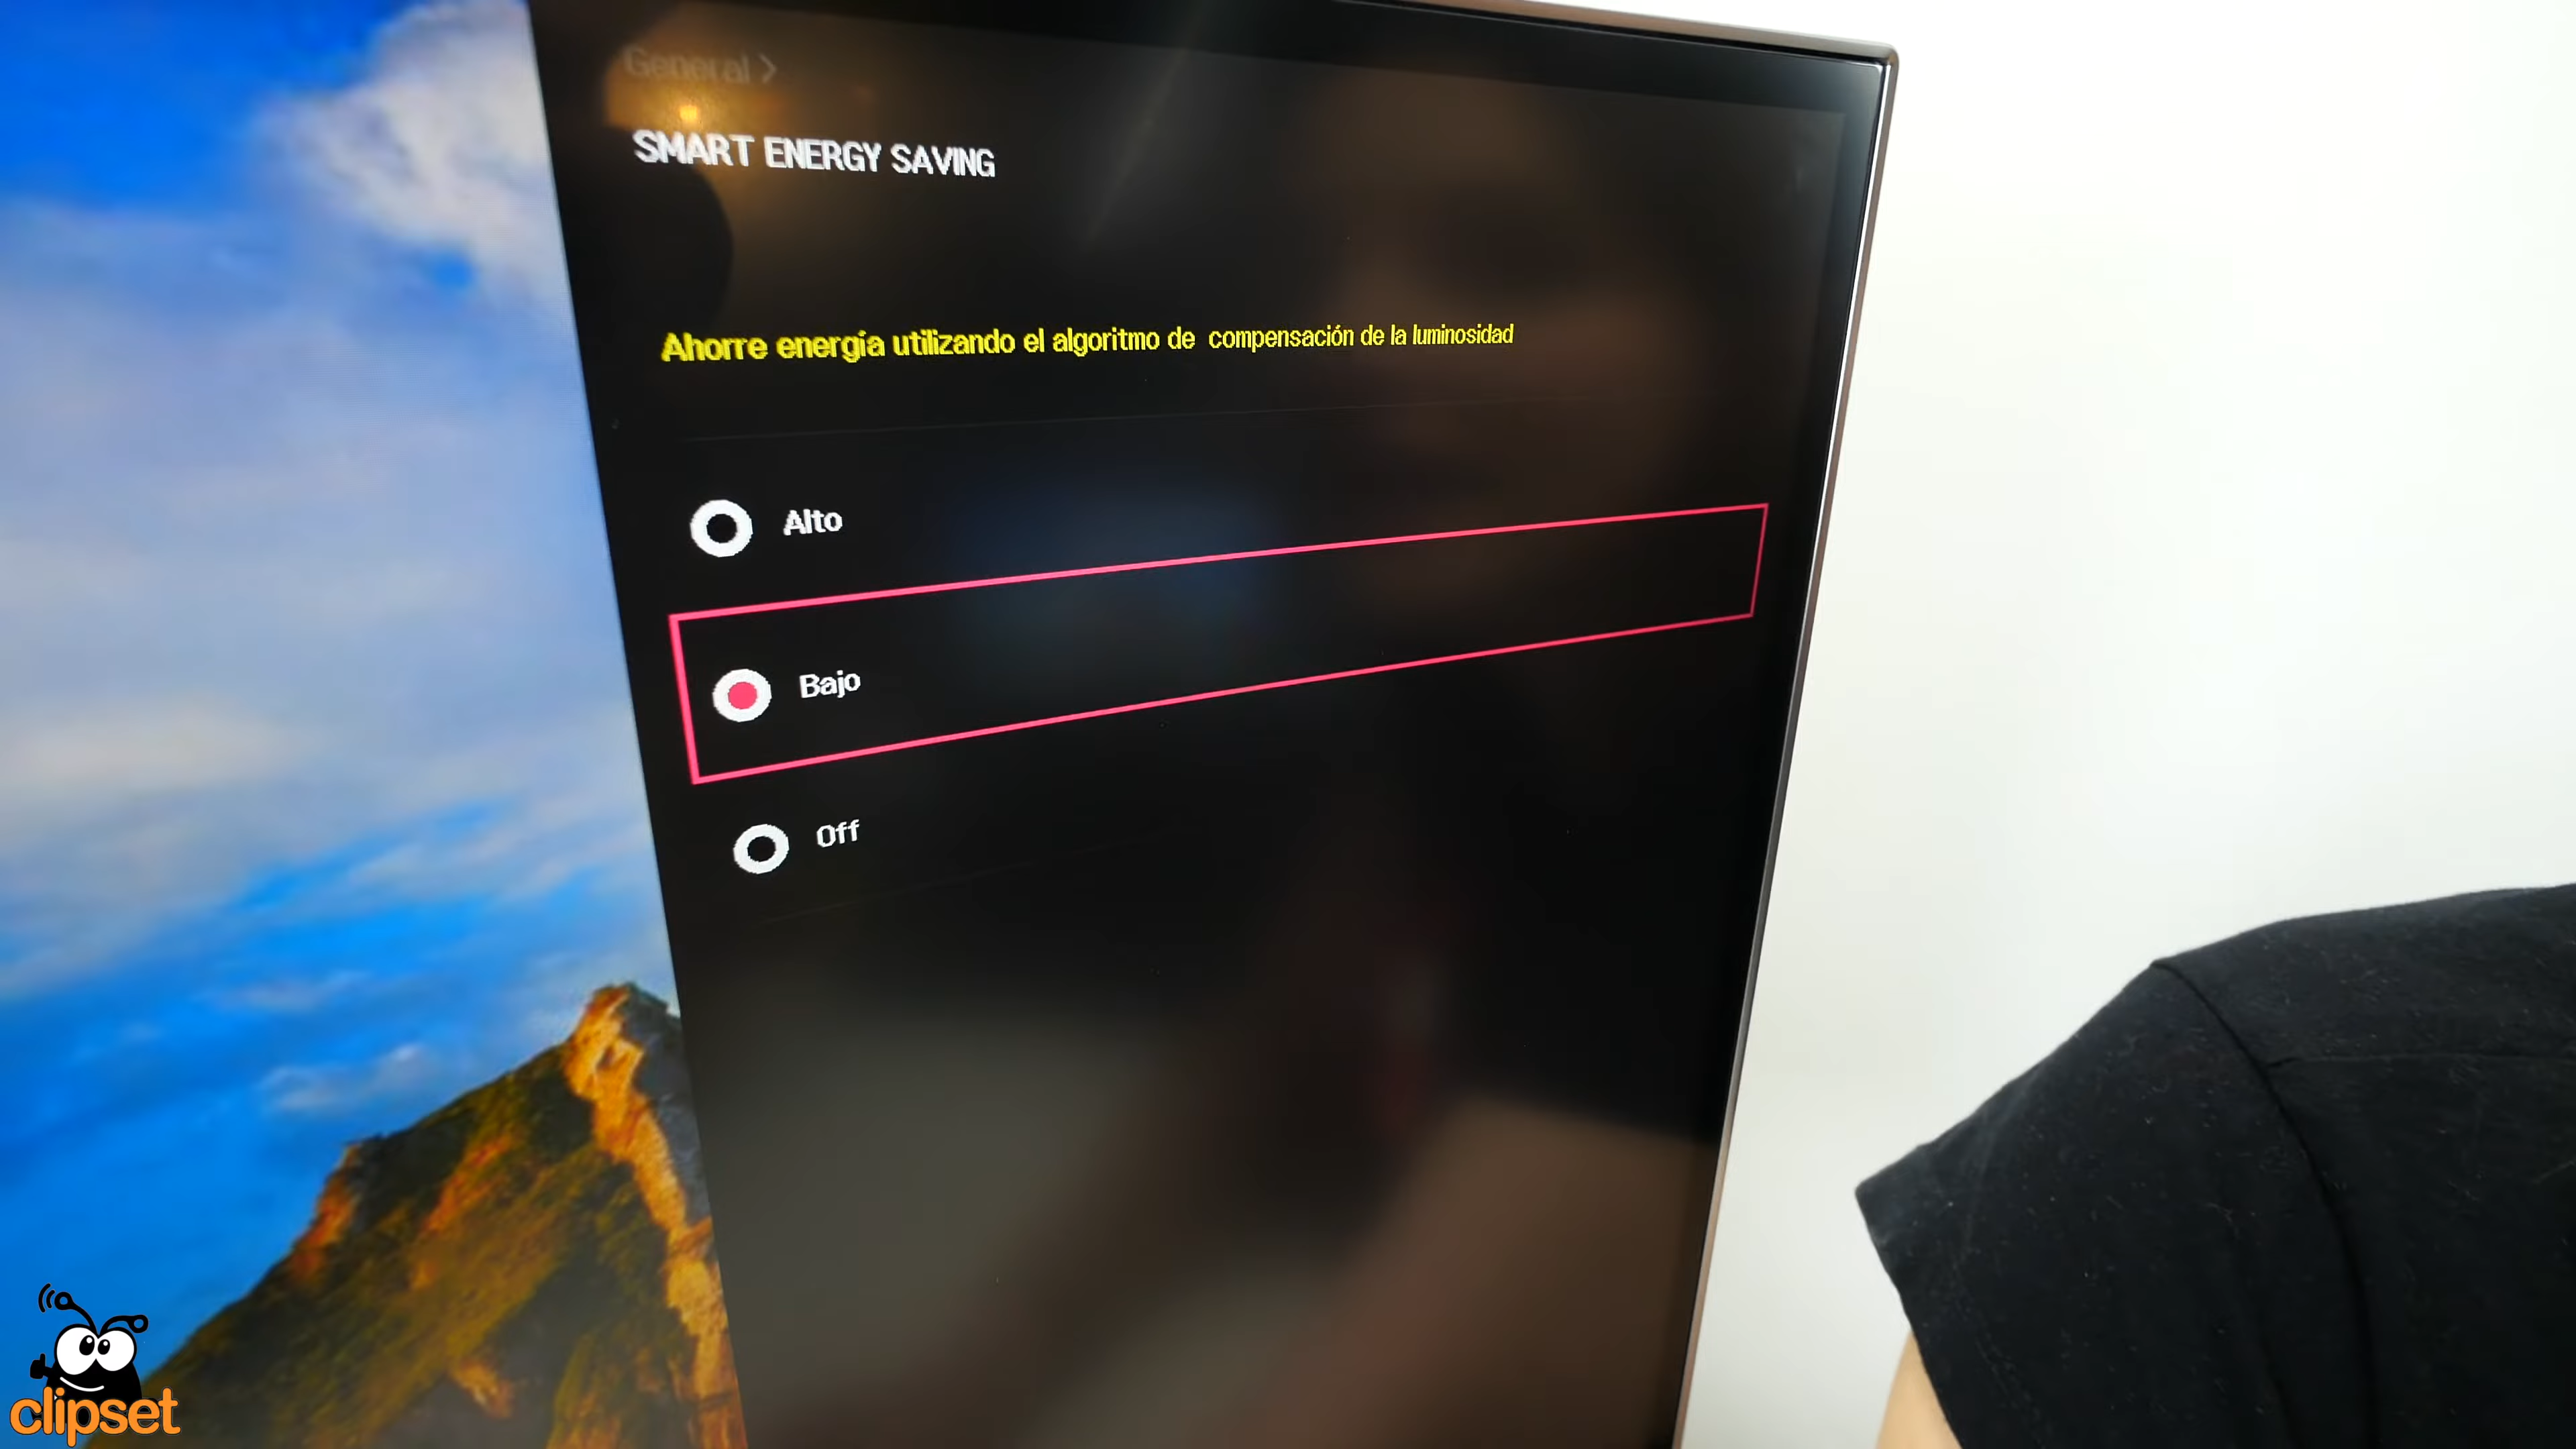 General >
SMART ENERGY SAVING
Ahorre energía utilizando el algoritmo de compensación de la luminosidad
Alto
Bajo
Off
clipset